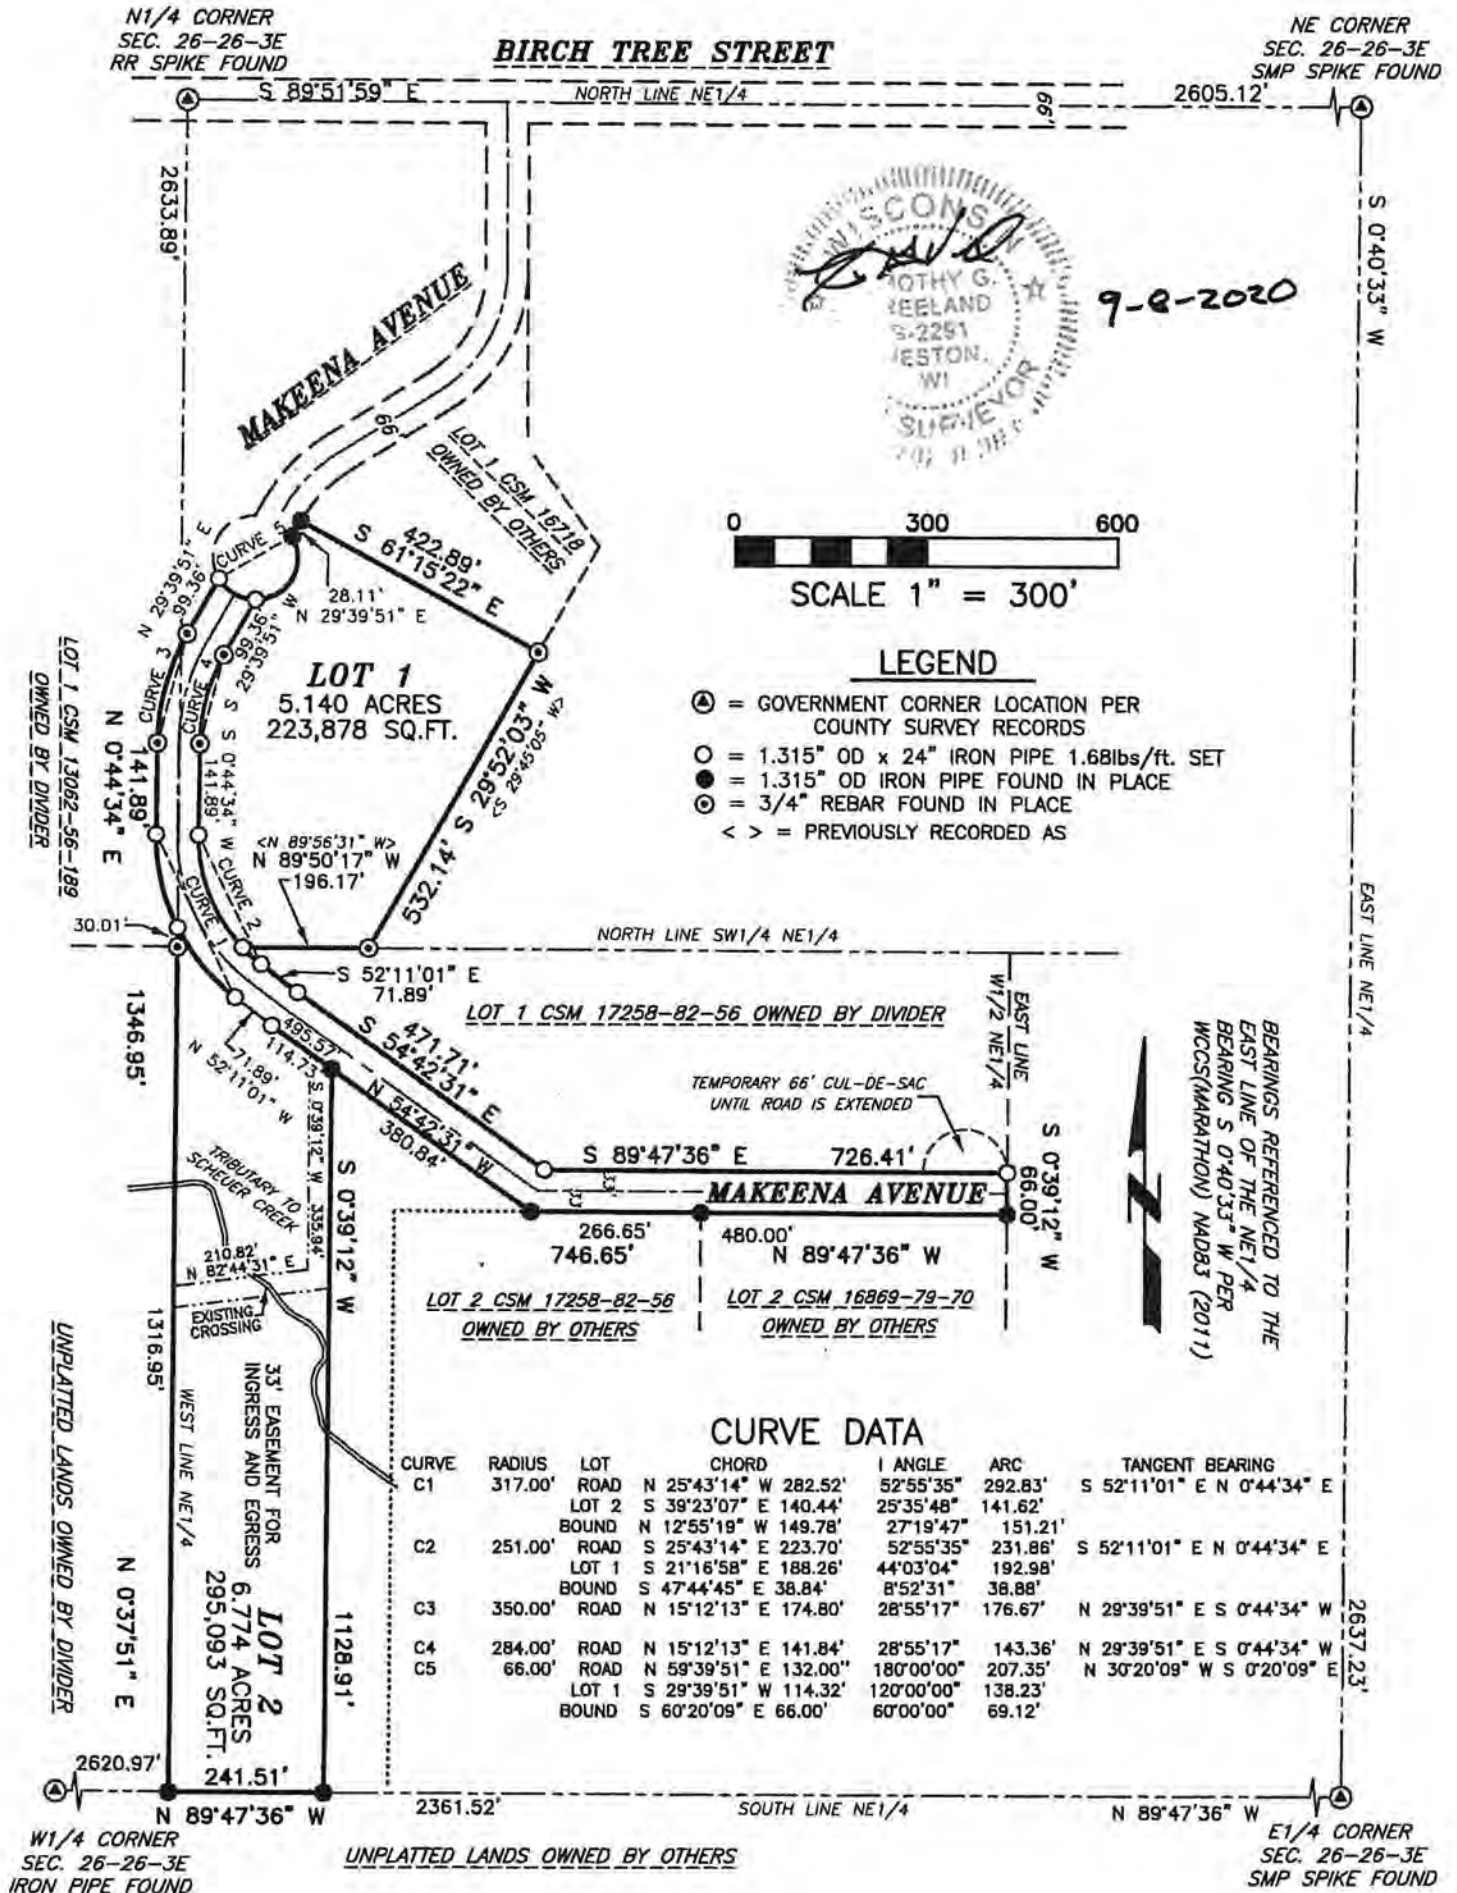 N1/4 CORNER
SEC. 26-26-3E
RR SPIKE FOUND
BIRCH TREE STREET
NE CORNER
SEC. 26-26-3E
SMP SPIKE FOUND
S 89°51'59" E
NORTH LINE NE1/4
66'
2605.12'
2633.89'
S 0°40'33" W
MAKEENA AVENUE
66
WISCONS N
OTHY G.
EELAND
S-2291
ESTON,
WI
SURVEYOR
9-8-2020
LOT 1 CSM 16718
OWNED BY OTHERS
0 300 600
SCALE 1" = 300'
LEGEND
= GOVERNMENT CORNER LOCATION PER
COUNTY SURVEY RECORDS
= 1.315" OD x 24" IRON PIPE 1.68lbs/ft. SET
= 1.315" OD IRON PIPE FOUND IN PLACE
= 3/4" REBAR FOUND IN PLACE
< > = PREVIOUSLY RECORDED AS
422.89'
S 61°15'22" E
28.11'
N 29°39'51" E
CURVE 5
N 29°39'51" E
99.36'
99.36'
S 29°39'51" W
CURVE 3
CURVE 4
LOT 1
5.140 ACRES
223,878 SQ.FT.
532.14' S 29°52'03" W
<S 29°45'05" W>
LOT 1 CSM 13062-56-189
OWNED BY DIVIDER
N 0°44'34" E
141.89'
S 0°44'34" W
141.89'
<N 89°56'31" W>
N 89°50'17" W
196.17'
CURVE 1
CURVE 2
30.01'
NORTH LINE SW1/4 NE1/4
S 52°11'01" E
71.89'
LOT 1 CSM 17258-82-56 OWNED BY DIVIDER
EAST LINE
W1/2 NE1/4
EAST LINE NE1/4
BEARINGS REFERENCED TO THE
EAST LINE OF THE NE1/4
BEARING S 0°40'33" W PER
WCCS(MARATHON) NAD83 (2011)
1346.95'
71.89'
N 52°11'01" W
495.57'
114.73'
471.71'
S 54°42'31" E
N 54°42'31" W
380.84'
TEMPORARY 66' CUL-DE-SAC
UNTIL ROAD IS EXTENDED
S 89°47'36" E 726.41'
33'
33'
MAKEENA AVENUE
S 0°39'12" W
66.00'
266.65'
746.65'
480.00'
N 89°47'36" W
S 0°39'12" W 335.94'
S 0°39'12" W
TRIBUTARY TO
SCHEUER CREEK
210.82'
N 82°44'31" E
EXISTING
CROSSING
LOT 2 CSM 17258-82-56
OWNED BY OTHERS
LOT 2 CSM 16869-79-70
OWNED BY OTHERS
1316.95'
WEST LINE NE1/4
33' EASEMENT FOR
INGRESS AND EGRESS
UNPLATTED LANDS OWNED BY DIVIDER
N 0°37'51" E
LOT 2
6.774 ACRES
295,093 SQ.FT.
1128.91'
CURVE DATA
CURVE RADIUS LOT CHORD I ANGLE ARC TANGENT BEARING
C1 317.00' ROAD N 25°43'14" W 282.52' 52°55'35" 292.83' S 52°11'01" E N 0°44'34" E
LOT 2 S 39°23'07" E 140.44' 25°35'48" 141.62'
BOUND N 12°55'19" W 149.78' 27°19'47" 151.21'
C2 251.00' ROAD S 25°43'14" E 223.70' 52°55'35" 231.86' S 52°11'01" E N 0°44'34" E
LOT 1 S 21°16'58" E 188.26' 44°03'04" 192.98'
BOUND S 47°44'45" E 38.84' 8°52'31" 38.88'
C3 350.00' ROAD N 15°12'13" E 174.80' 28°55'17" 176.67' N 29°39'51" E S 0°44'34" W
C4 284.00' ROAD N 15°12'13" E 141.84' 28°55'17" 143.36' N 29°39'51" E S 0°44'34" W
C5 66.00' ROAD N 59°39'51" E 132.00'' 180°00'00" 207.35' N 30°20'09" W S 0°20'09" E
LOT 1 S 29°39'51" W 114.32' 120°00'00" 138.23'
BOUND S 60°20'09" E 66.00' 60°00'00" 69.12'
2637.23'
2620.97'
241.51'
N 89°47'36" W
2361.52'
SOUTH LINE NE1/4
N 89°47'36" W
W1/4 CORNER
SEC. 26-26-3E
IRON PIPE FOUND
UNPLATTED LANDS OWNED BY OTHERS
E1/4 CORNER
SEC. 26-26-3E
SMP SPIKE FOUND